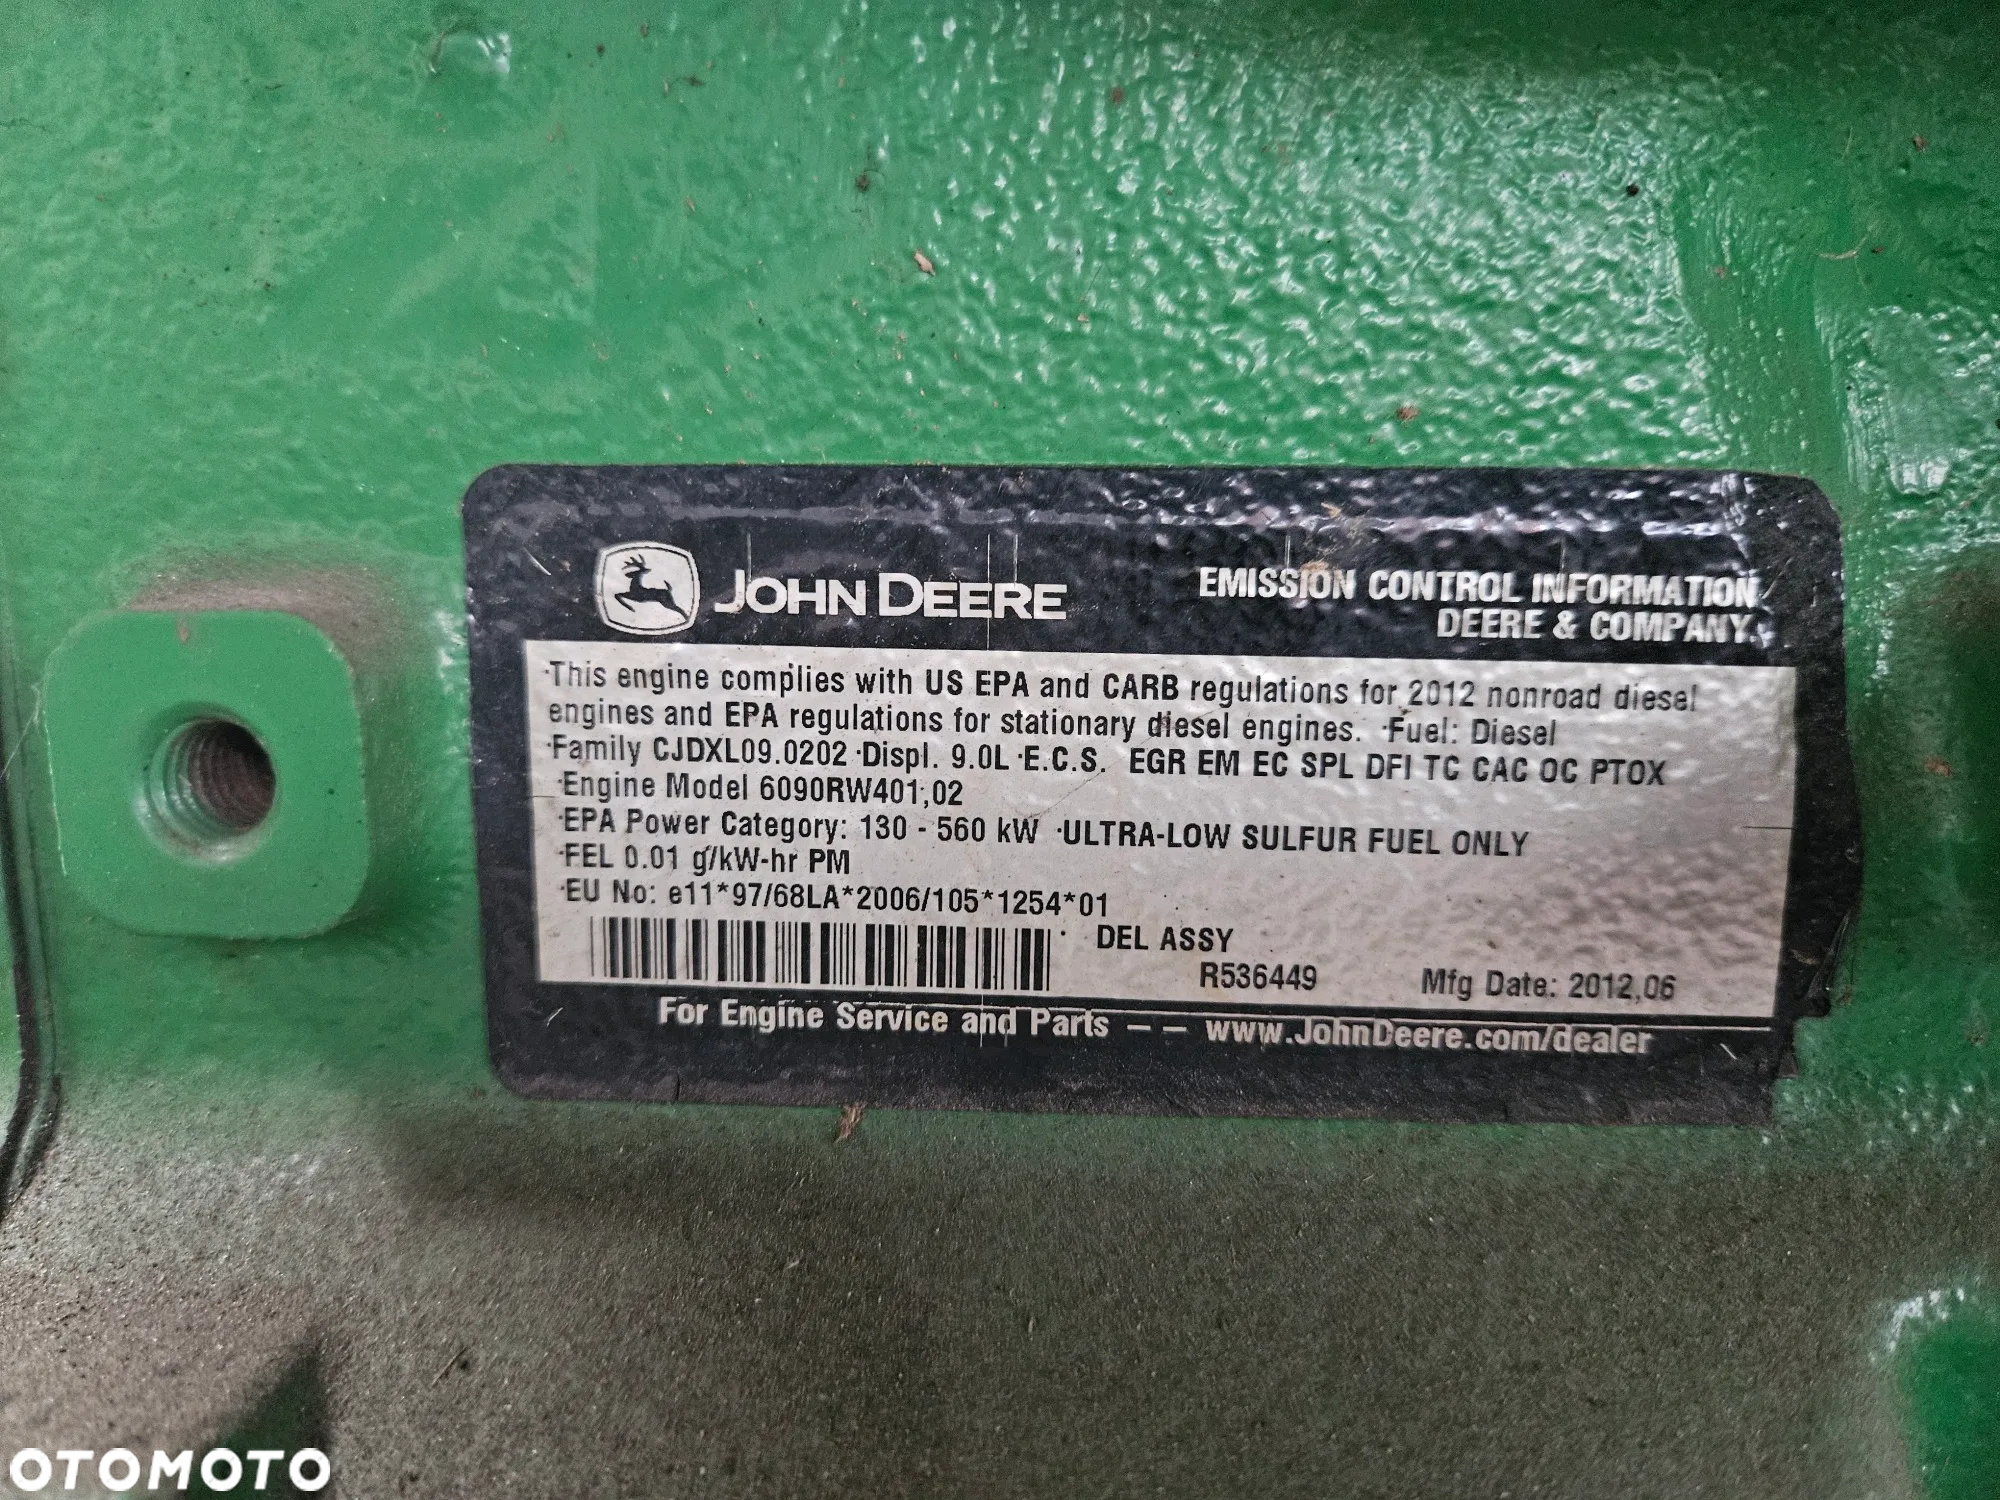 JOHN DEERE
EMISSION CONTROL INFORMATION
DEERE & COMPANY
·This engine complies with US EPA and CARB regulations for 2012 nonroad diesel
engines and EPA regulations for stationary diesel engines. ·Fuel: Diesel
·Family CJDXL09.0202 ·Displ. 9.0L ·E.C.S. EGR EM EC SPL DFI TC CAC OC PTOX
·Engine Model 6090RW401,02
·EPA Power Category: 130 - 560 kW ·ULTRA-LOW SULFUR FUEL ONLY
·FEL 0.01 g/kW-hr PM
·EU No: e11*97/68LA*2006/105*1254*01
DEL ASSY
R536449 Mfg Date: 2012,06
For Engine Service and Parts -- www.JohnDeere.com/dealer
OTOMOTO